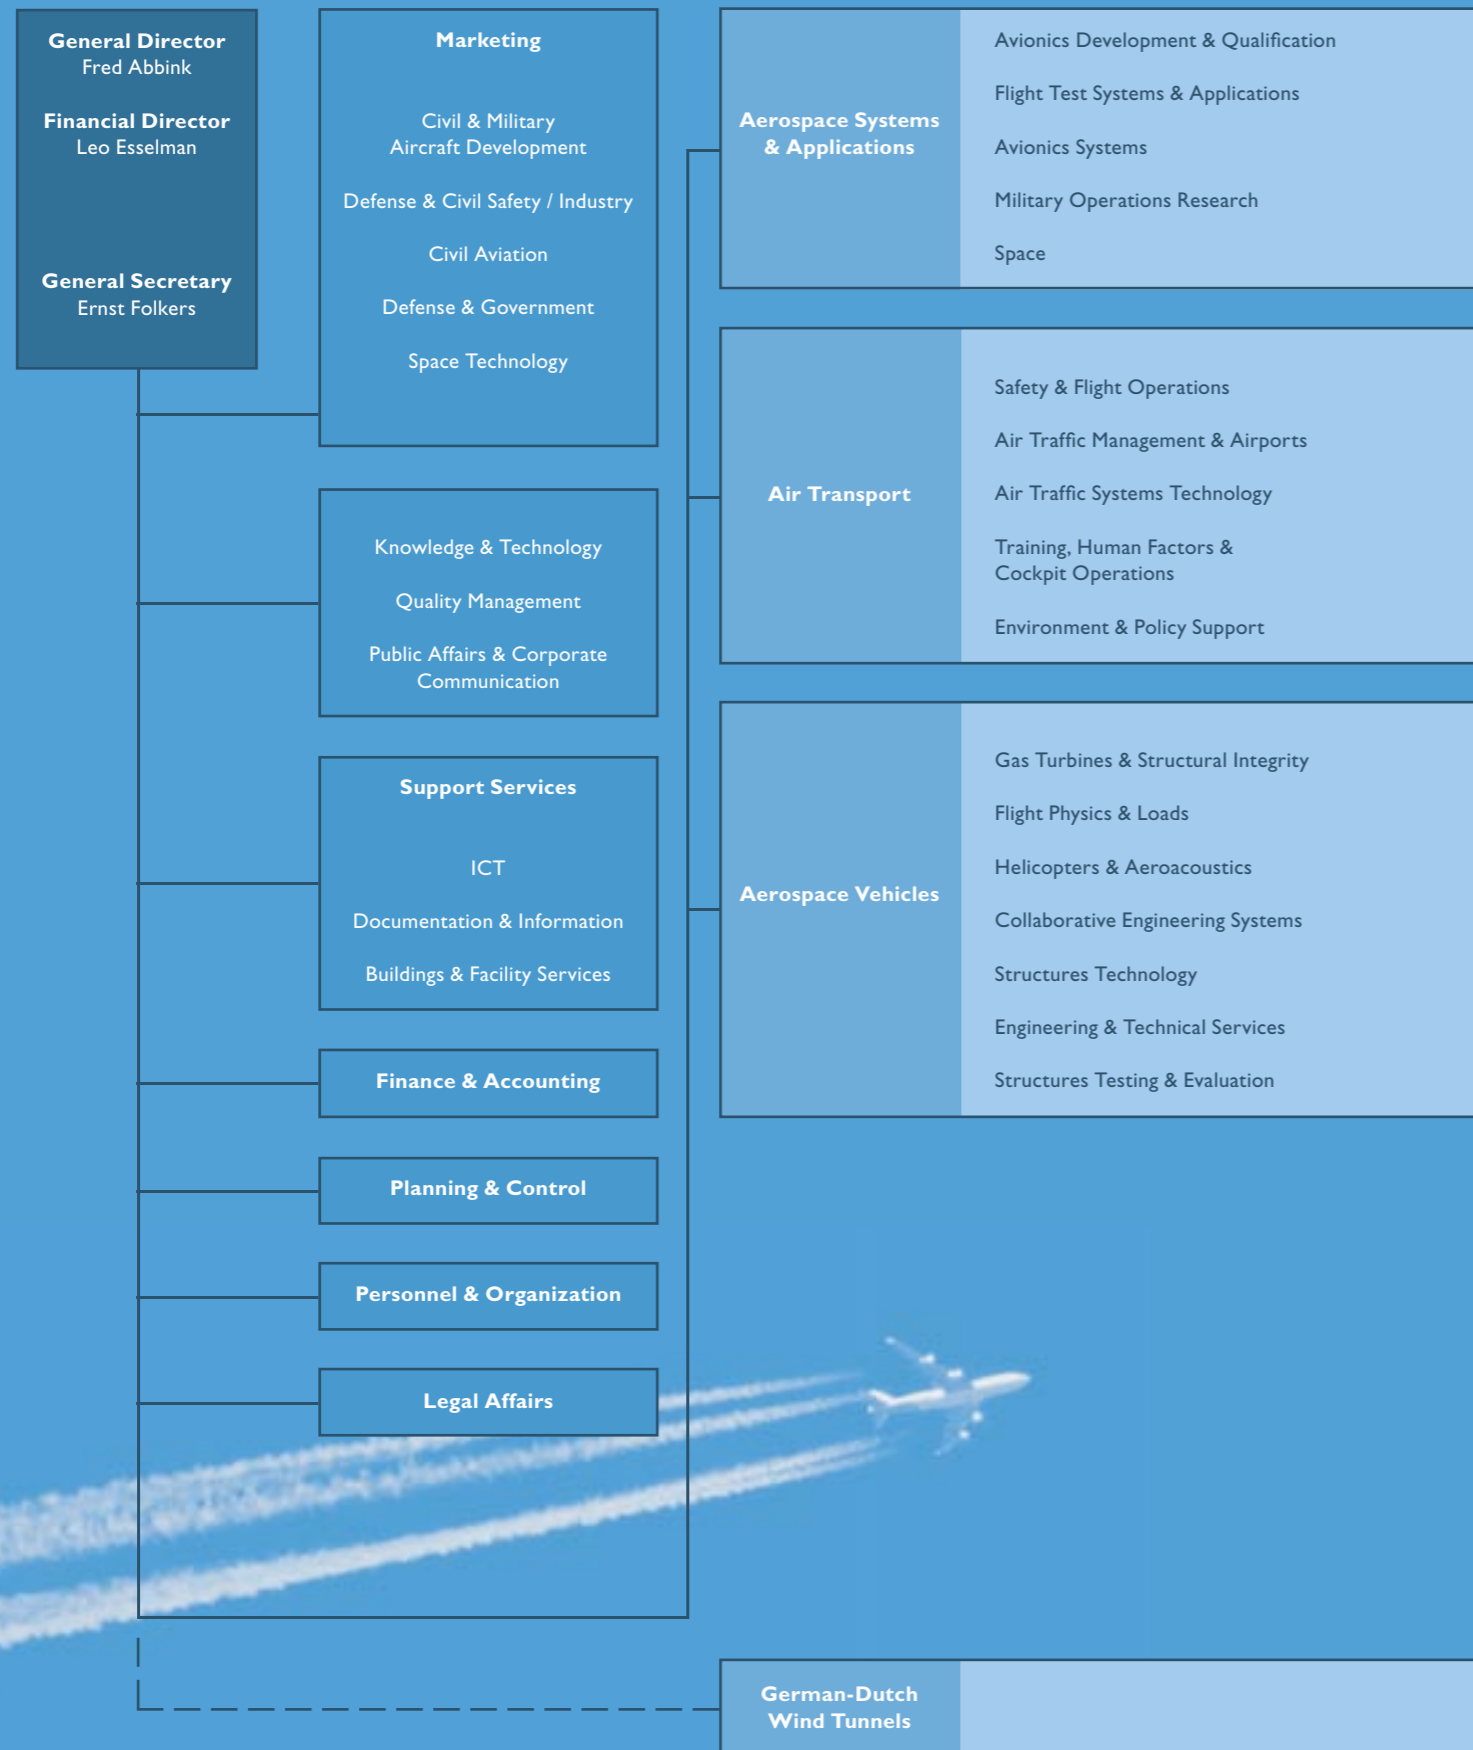 General Director
Fred Abbink
Financial Director
Leo Esselman
General Secretary
Ernst Folkers
Marketing
Civil & Military
Aircraft Development
Defense & Civil Safety / Industry
Civil Aviation
Defense & Government
Space Technology
Knowledge & Technology
Quality Management
Public Affairs & Corporate
Communication
Support Services
ICT
Documentation & Information
Buildings & Facility Services
Finance & Accounting
Planning & Control
Personnel & Organization
Legal Affairs
Aerospace Systems
& Applications
Avionics Development & Qualification
Flight Test Systems & Applications
Avionics Systems
Military Operations Research
Space
Air Transport
Safety & Flight Operations
Air Traffic Management & Airports
Air Traffic Systems Technology
Training, Human Factors &
Cockpit Operations
Environment & Policy Support
Aerospace Vehicles
Gas Turbines & Structural Integrity
Flight Physics & Loads
Helicopters & Aeroacoustic
Collaborative Engineering Systems
Structures Technology
Engineering & Technical Services
Structures Testing & Evaluation
German-Dutch
Wind Tunnels